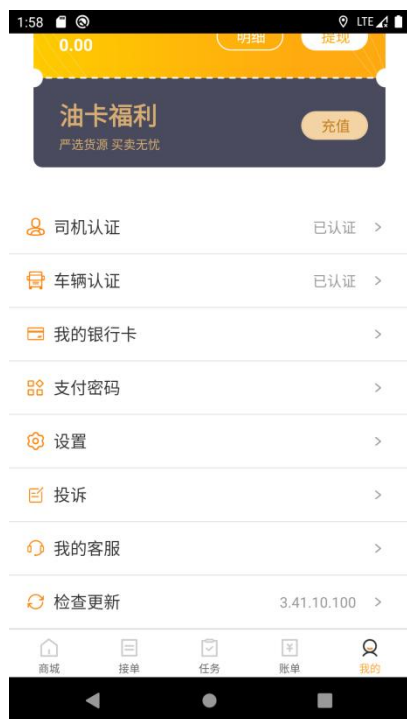 1:58
LTE
0.00
明细
提现
油卡福利
严选货源 买卖无忧
充值
司机认证
已认证
车辆认证
已认证
我的银行卡
支付密码
设置
投诉
我的客服
检查更新
3.41.10.100
商城
接单
任务
账单
我的